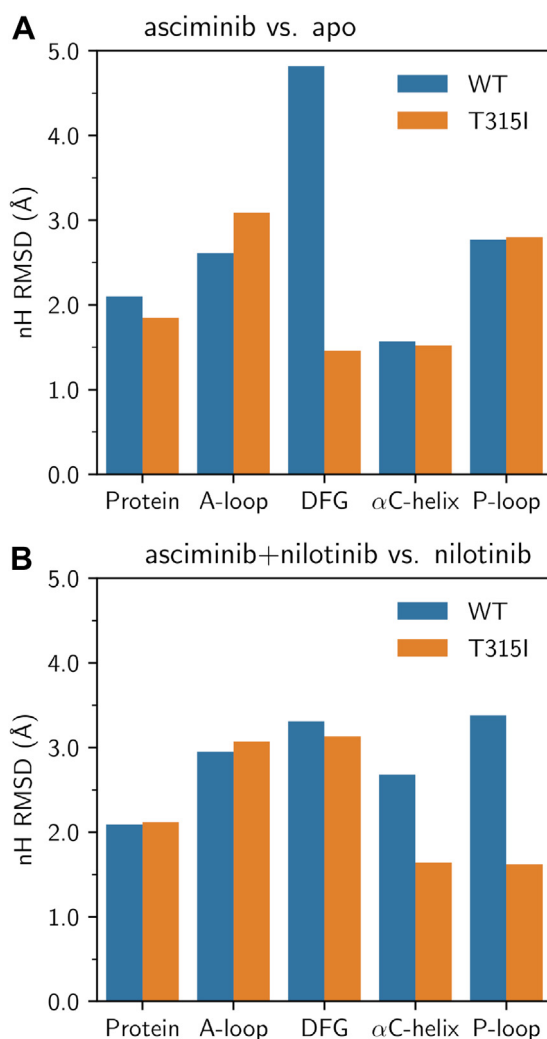 A asciminib vs. apo
5.0
4.0
3.0
2.0
1.0
0.0
nH RMSD (Å)
WT
T315I
Protein A-loop DFG αC-helix P-loop
B asciminib+nilotinib vs. nilotinib
5.0
4.0
3.0
2.0
1.0
0.0
nH RMSD (Å)
WT
T315I
Protein A-loop DFG αC-helix P-loop